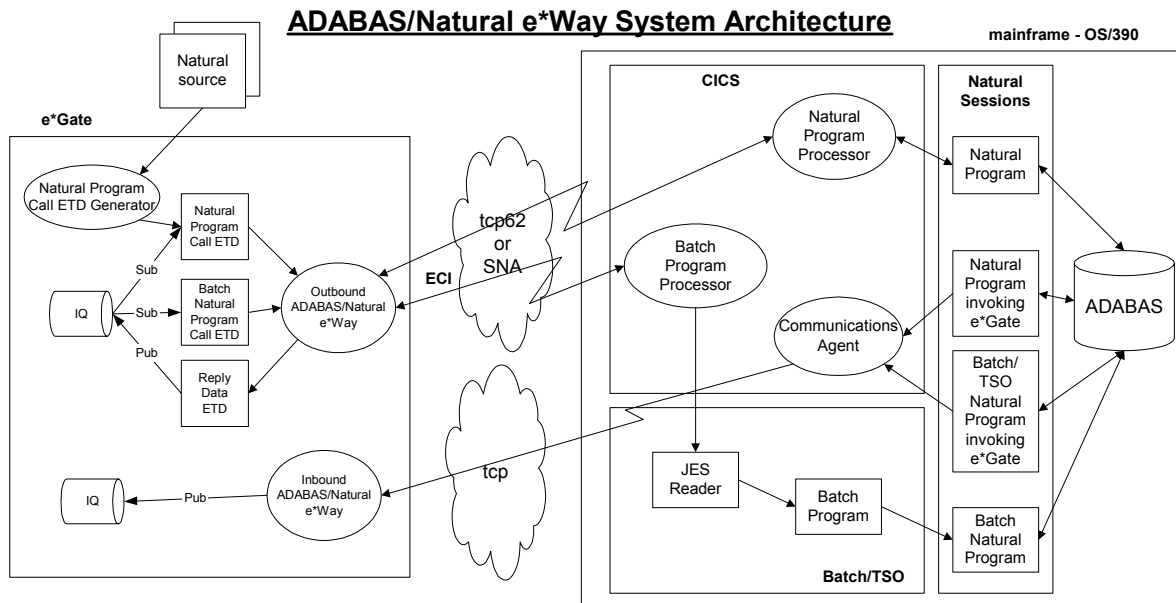 ADABAS/Natural e*Way System Architecture
mainframe - OS/390
Natural
source
e*Gate
Natural Program
Call ETD Generator
Natural
Program
Call ETD
Sub
IQ
Sub
Batch
Natural
Program
Call ETD
Pub
Reply
Data
ETD
Outbound
ADABAS/Natural
e*Way
IQ
Pub
Inbound
ADABAS/Natural
e*Way
tcp62
or
SNA
ECI
tcp
CICS
Natural
Program
Processor
Batch
Program
Processor
Communications
Agent
JES
Reader
Batch
Program
Batch/TSO
Natural
Sessions
Natural
Program
Natural
Program
invoking
e*Gate
Batch/
TSO
Natural
Program
invoking
e*Gate
Batch
Natural
Program
ADABAS